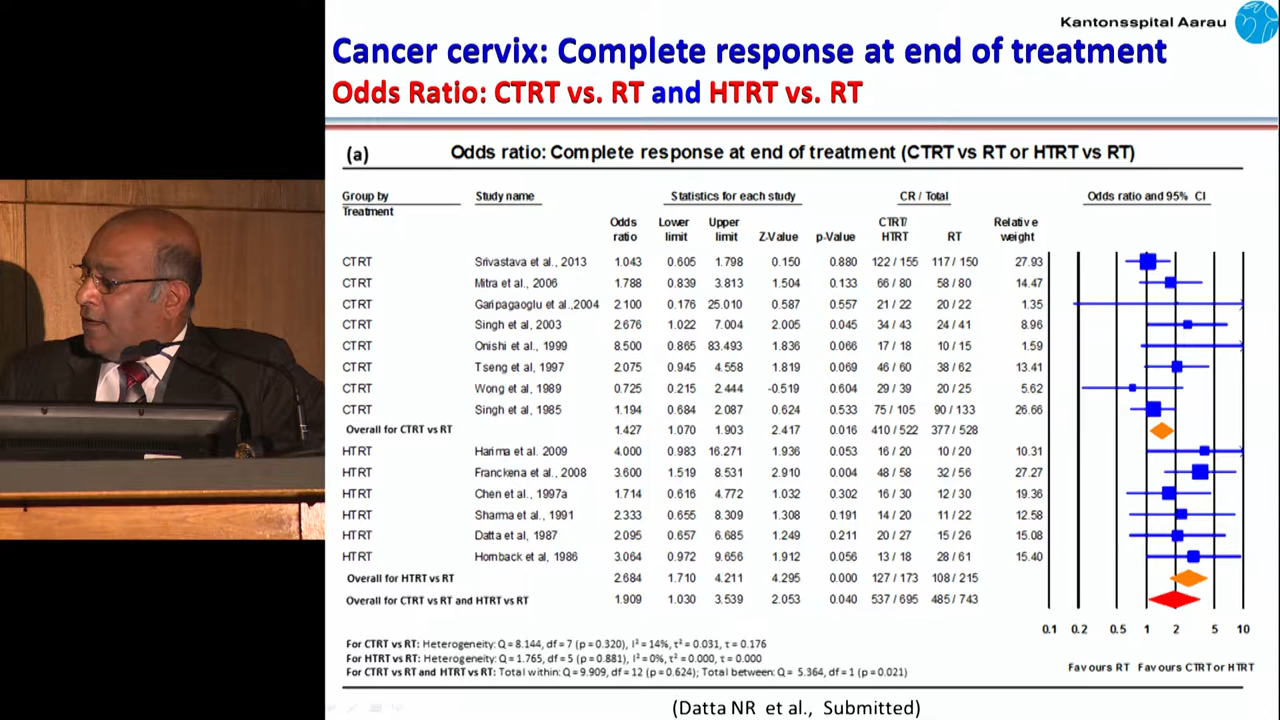 Kantonsspital Aarau
Cancer cervix: Complete response at end of treatment
Odds Ratio: CTRT vs. RT and HTRT vs. RT
(a) Odds ratio: Complete response at end of treatment (CTRT vs RT or HTRT vs RT)
Group by Treatment Study name Statistics for each study CR / Total Odds ratio and 95% CI
Odds ratio Lower limit Upper limit Z-Value p-Value CTRT/ HTRT RT Relative weight
CTRT Srivastava et al., 2013 1.043 0.605 1.798 0.150 0.880 122 / 155 117 / 150 27.93
CTRT Mitra et al., 2006 1.788 0.839 3.813 1.504 0.133 66 / 80 58 / 80 14.47
CTRT Garipagaoglu et al.,2004 2.100 0.176 25.010 0.587 0.557 21 / 22 20 / 22 1.35
CTRT Singh et al., 2003 2.676 1.022 7.004 2.005 0.045 34 / 43 24 / 41 8.96
CTRT Onishi et al., 1999 8.500 0.865 83.493 1.836 0.066 17 / 18 10 / 15 1.59
CTRT Tseng et al, 1997 2.075 0.945 4.558 1.819 0.069 46 / 60 38 / 62 13.41
CTRT Wong et al, 1989 0.725 0.215 2.444 -0.519 0.604 29 / 39 20 / 25 5.62
CTRT Singh et al, 1985 1.194 0.684 2.087 0.624 0.533 75 / 105 90 / 133 26.66
Overall for CTRT vs RT 1.427 1.070 1.903 2.417 0.016 410 / 522 377 / 528
HTRT Harima et al. 2009 4.000 0.983 16.271 1.936 0.053 16 / 20 10 / 20 10.31
HTRT Franckena et al., 2008 3.600 1.519 8.531 2.910 0.004 48 / 58 32 / 56 27.27
HTRT Chen et al., 1997a 1.714 0.616 4.772 1.032 0.302 16 / 30 12 / 30 19.36
HTRT Sharma et al, 1991 2.333 0.655 8.309 1.308 0.191 14 / 20 11 / 22 12.58
HTRT Datta et al, 1987 2.095 0.657 6.685 1.249 0.211 20 / 27 15 / 26 15.08
HTRT Hornback et al, 1986 3.064 0.972 9.656 1.912 0.056 13 / 18 28 / 61 15.40
Overall for HTRT vs RT 2.684 1.710 4.211 4.295 0.000 127 / 173 108 / 215
Overall for CTRT vs RT and HTRT vs RT 1.909 1.030 3.539 2.053 0.040 537 / 695 485 / 743
0.1 0.2 0.5 1 2 5 10
Favours RT Favours CTRT or HTRT
For CTRT vs RT: Heterogeneity: Q = 8.144, df = 7 (p = 0.320), I² = 14%, τ² = 0.031, τ = 0.176
For HTRT vs RT: Heterogeneity: Q = 1.765, df = 5 (p = 0.881), I² = 0%, τ² = 0.000, τ = 0.000
For CTRT vs RT and HTRT vs RT: Total within: Q = 9.909, df = 12 (p = 0.624); Total between: Q = 5.364, df = 1 (p = 0.021)
(Datta NR et al., Submitted)